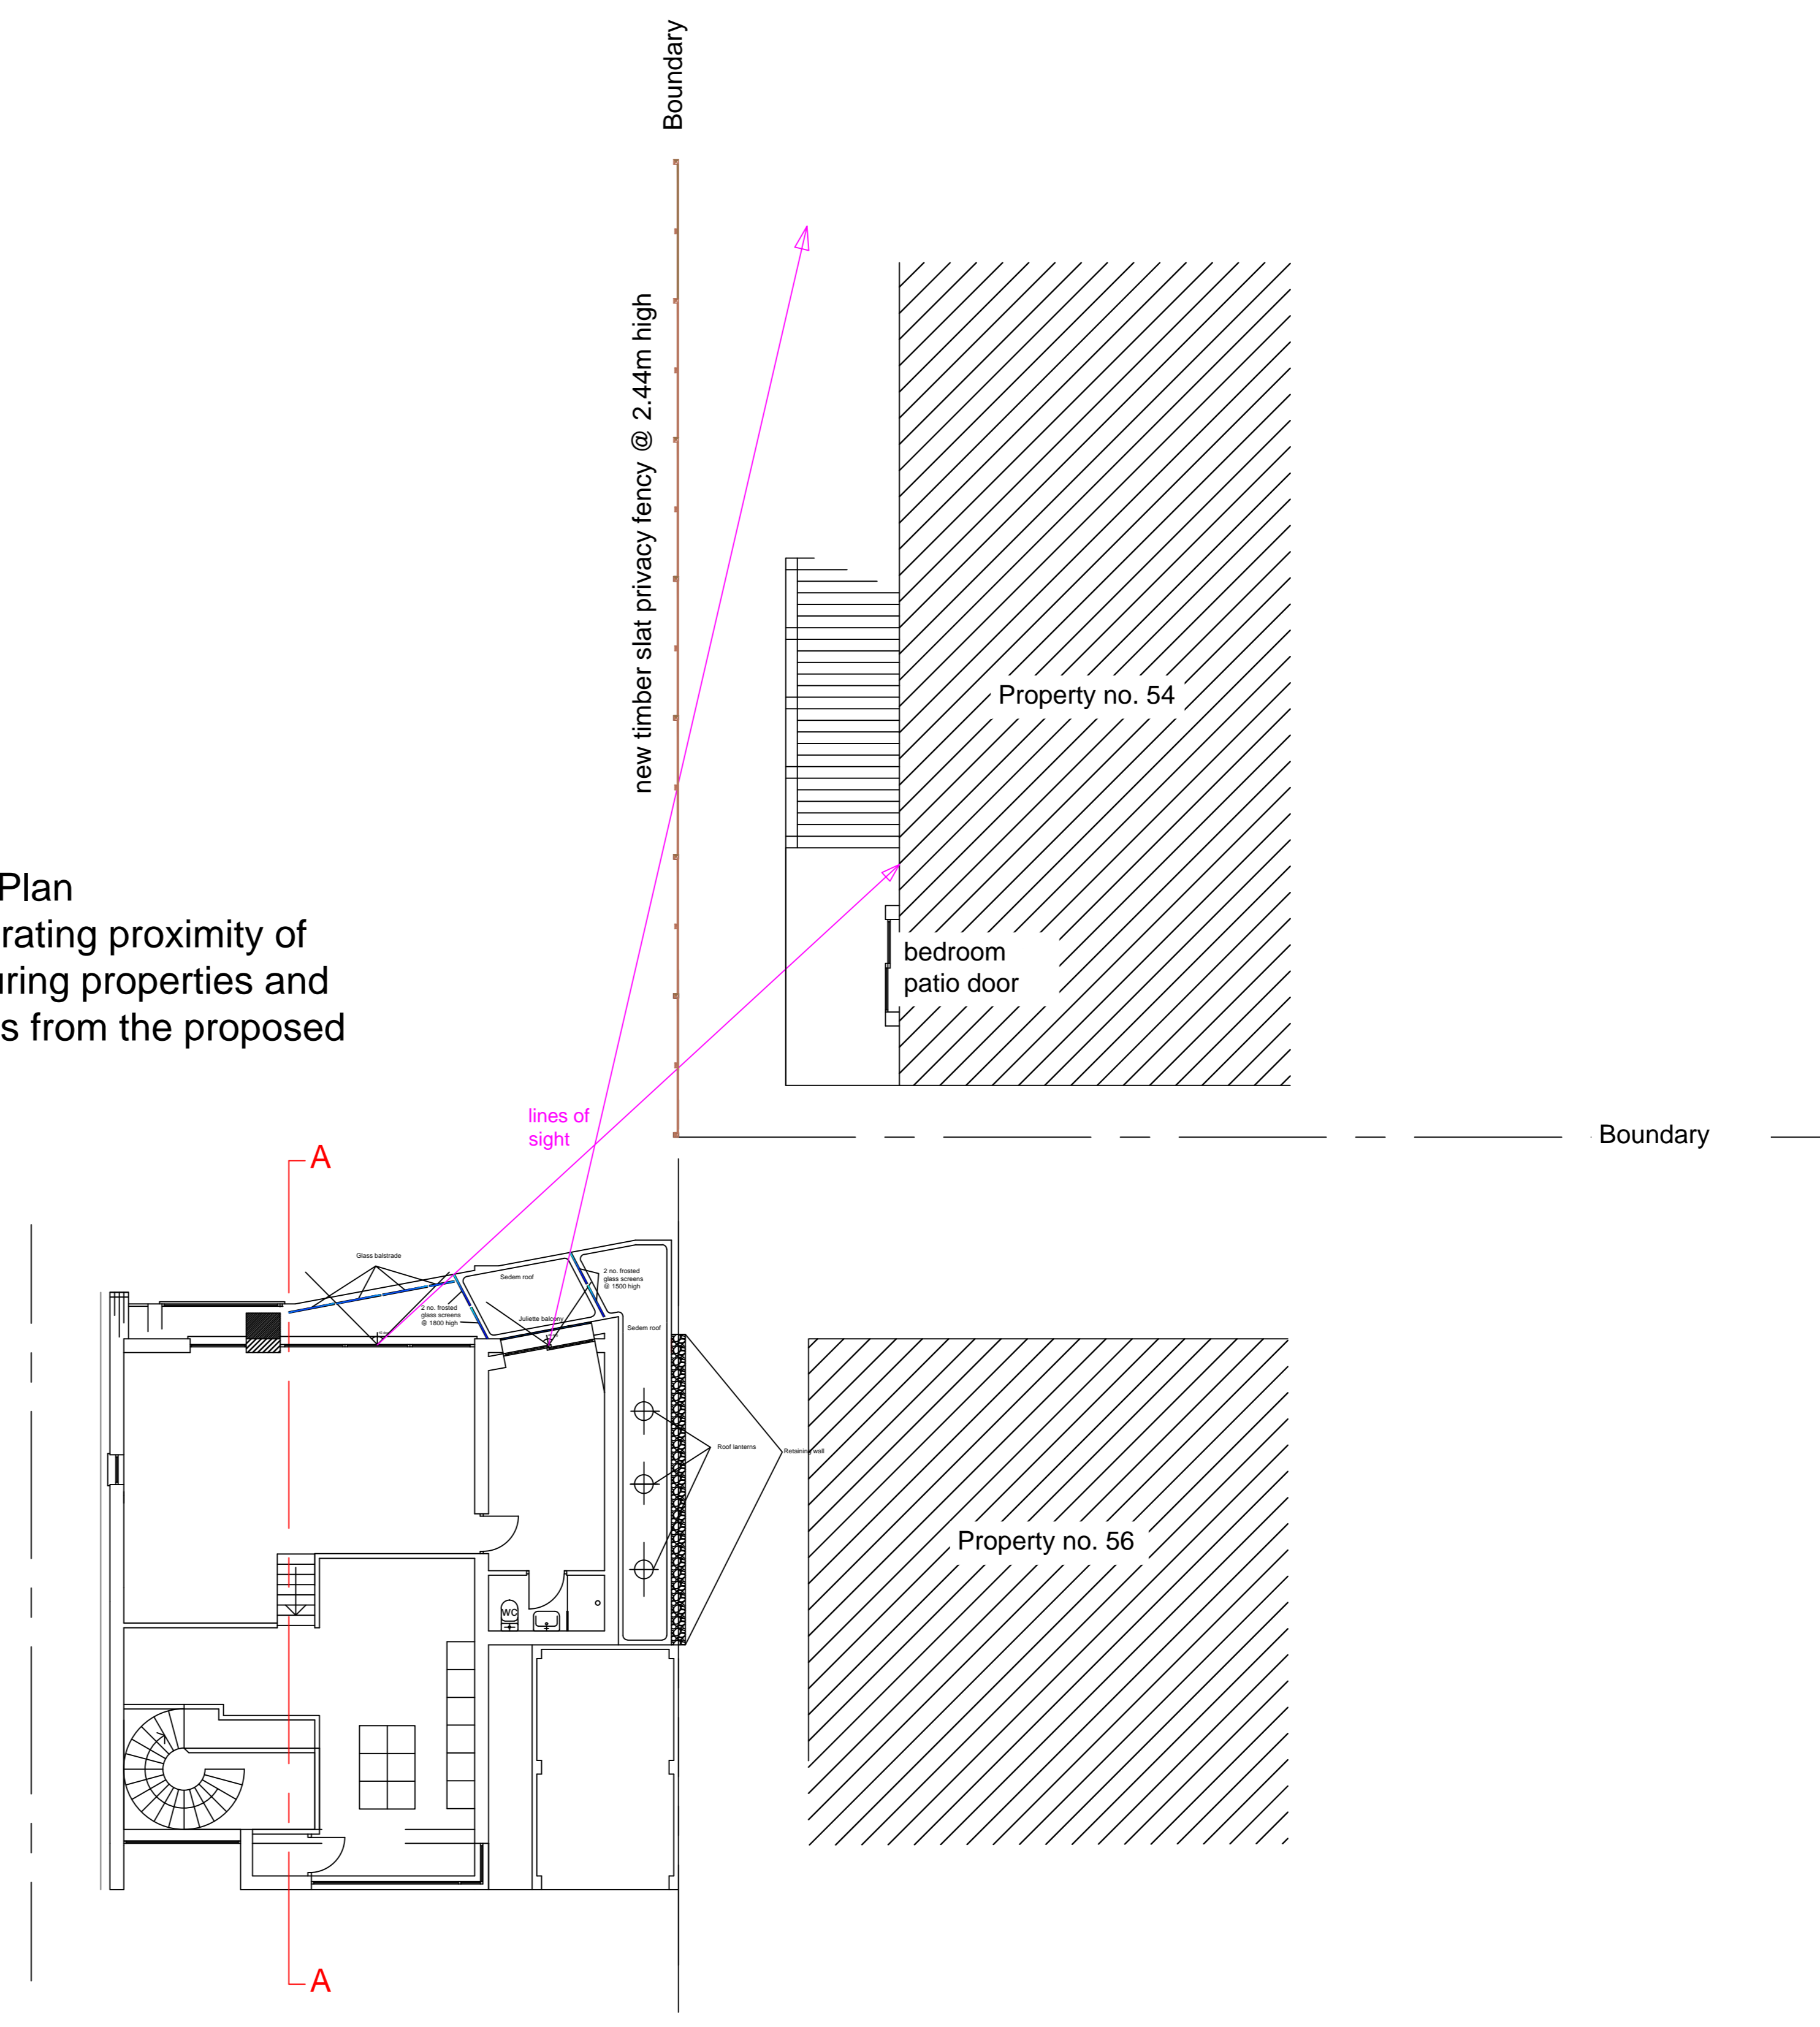 Boundary
new timber slat privacy fency @ 2.44m high
Property no. 54
Plan
rating proximity of
uring properties and
s from the proposed
bedroom
patio door
lines of
sight
Boundary
A
Glass balstrade
Sedem roof
2 no. frosted
glass screens
@ 1500 high
2 no. frosted
glass screens
@ 1800 high
Juliette balcony
Sedem roof
Roof lanterns
Retaining wall
Property no. 56
WC
A